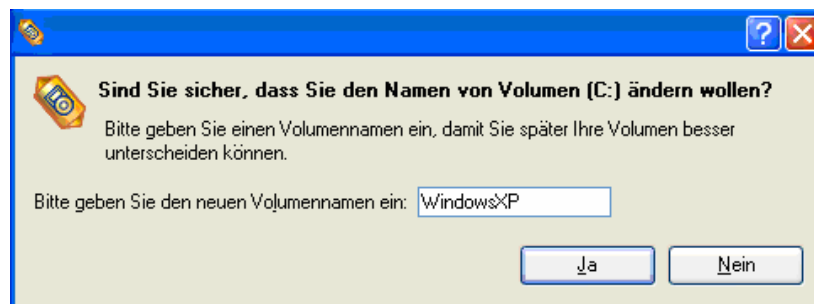 Sind Sie sicher, dass Sie den Namen von Volumen (C:) ändern wollen?
Bitte geben Sie einen Volumennamen ein, damit Sie später Ihre Volumen besser
unterscheiden können.
Bitte geben Sie den neuen Volumennamen ein: WindowsXP
Ja Nein